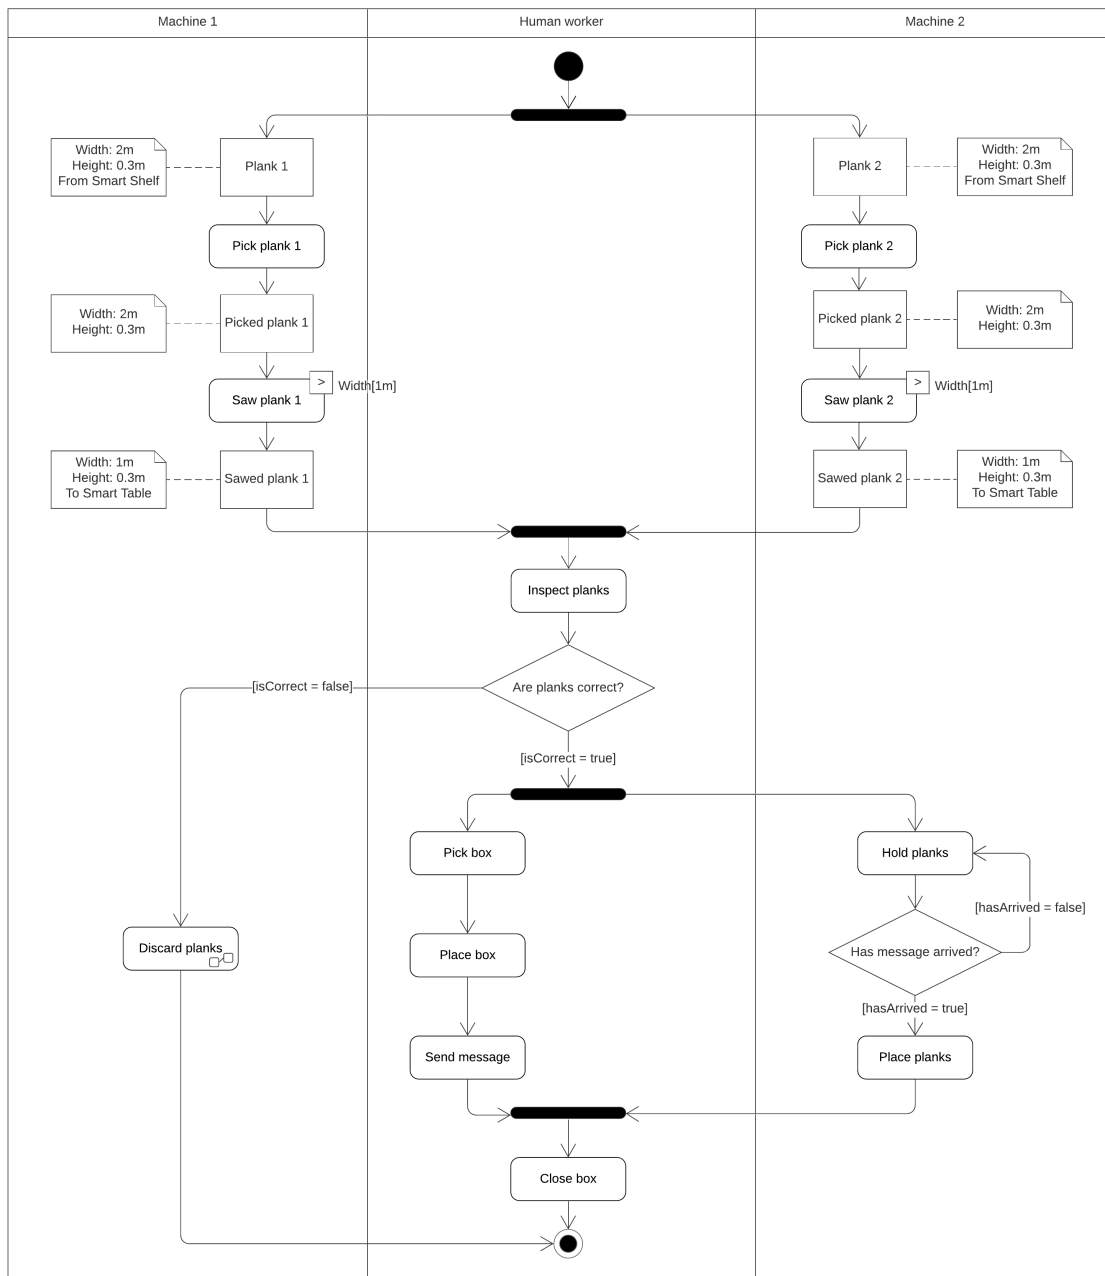 Machine 1
Human worker
Machine 2
Width: 2m
Height: 0.3m
From Smart Shelf
Plank 1
Plank 2
Width: 2m
Height: 0.3m
From Smart Shelf
Pick plank 1
Pick plank 2
Width: 2m
Height: 0.3m
Picked plank 1
Picked plank 2
Width: 2m
Height: 0.3m
Saw plank 1
>
Width[1m]
Saw plank 2
>
Width[1m]
Width: 1m
Height: 0.3m
To Smart Table
Sawed plank 1
Sawed plank 2
Width: 1m
Height: 0.3m
To Smart Table
Inspect planks
Are planks correct?
[isCorrect = false]
[isCorrect = true]
Pick box
Hold planks
[hasArrived = false]
Discard planks
Place box
Has message arrived?
[hasArrived = true]
Send message
Place planks
Close box